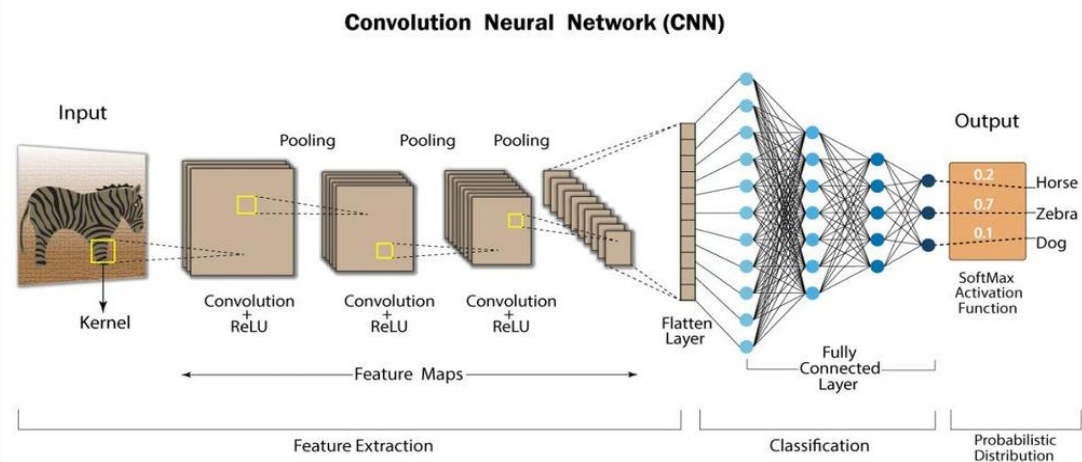 Convolution Neural Network (CNN)
Input
Kernel
Pooling
Pooling
Pooling
Convolution
+
ReLU
Convolution
+
ReLU
Convolution
+
ReLU
Feature Maps
Flatten
Layer
Fully
Connected
Layer
Output
0.2
Horse
0.7
Zebra
0.1
Dog
SoftMax
Activation
Function
Feature Extraction
Classification
Probabilistic
Distribution